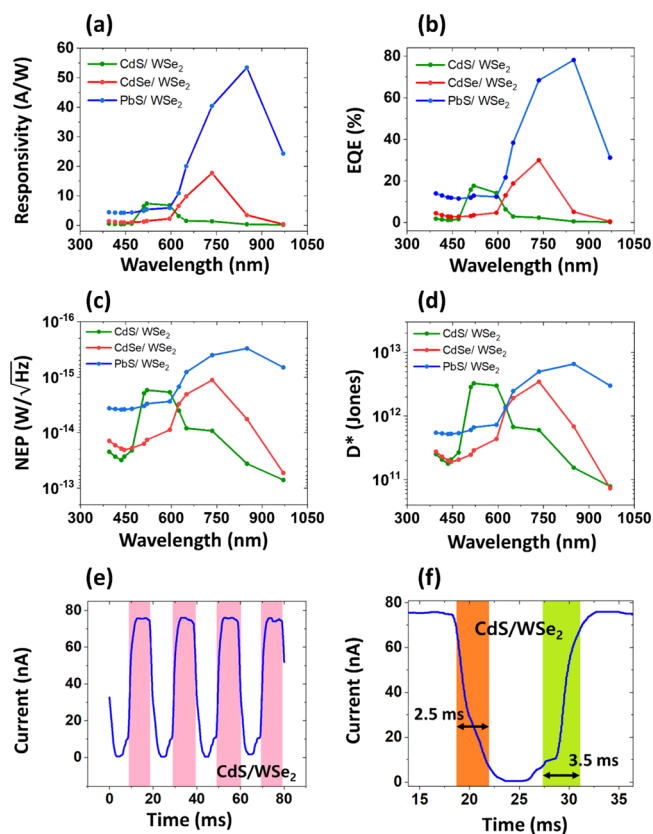 (a)
60
50
40
30
20
10
0
Responsivity (A/W)
CdS/ WSe₂
CdSe/ WSe₂
PbS/ WSe₂
300 450 600 750 900 1050
Wavelength (nm)
(b)
80
60
40
20
0
EQE (%)
CdS/ WSe₂
CdSe/ WSe₂
PbS/ WSe₂
300 450 600 750 900 1050
Wavelength (nm)
(c)
10⁻¹⁶
10⁻¹⁵
10⁻¹⁴
10⁻¹³
NEP (W/√Hz)
CdS/ WSe₂
CdSe/ WSe₂
PbS/ WSe₂
300 450 600 750 900 1050
Wavelength (nm)
(d)
10¹³
10¹²
10¹¹
D* (Jones)
CdS/ WSe₂
CdSe/ WSe₂
PbS/ WSe₂
300 450 600 750 900 1050
Wavelength (nm)
(e)
80
60
40
20
0
Current (nA)
CdS/WSe₂
0 20 40 60 80
Time (ms)
(f)
80
60
40
20
0
Current (nA)
CdS/WSe₂
2.5 ms
3.5 ms
15 20 25 30 35
Time (ms)